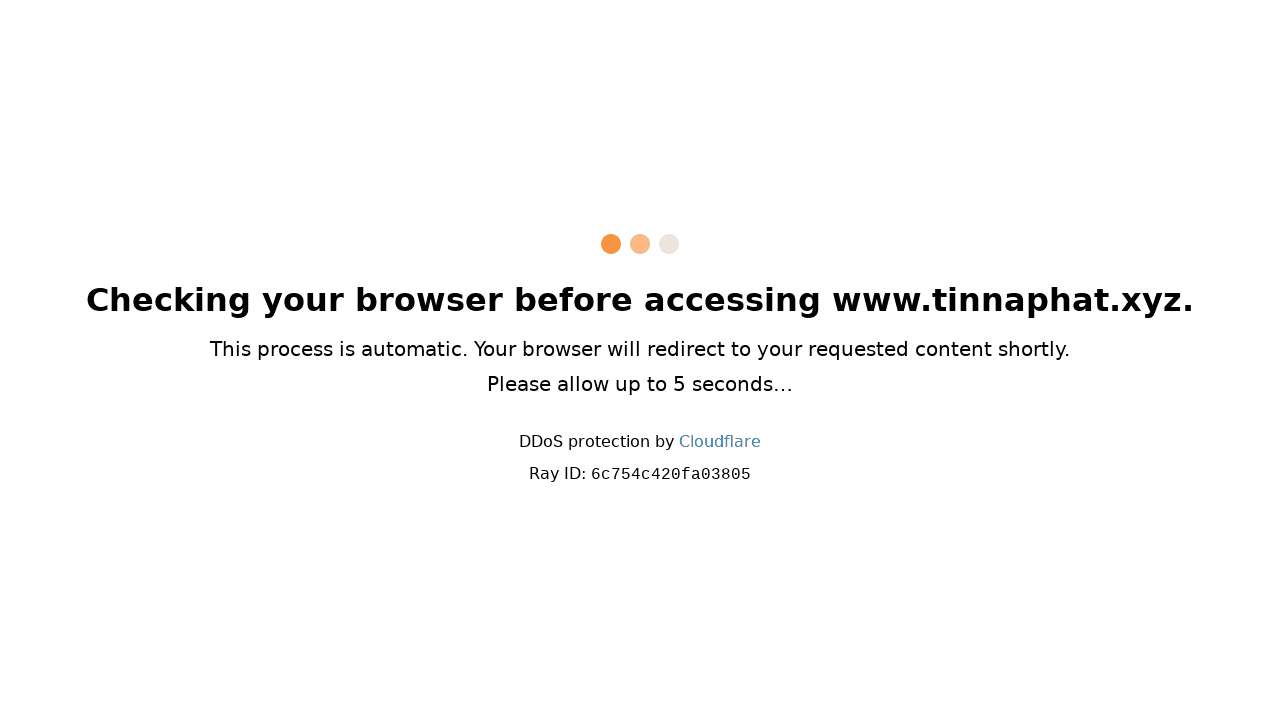 Checking your browser before accessing www.tinnaphat.xyz.
This process is automatic. Your browser will redirect to your requested content shortly.
Please allow up to 5 seconds…
DDoS protection by Cloudflare
Ray ID: 6c754c420fa03805